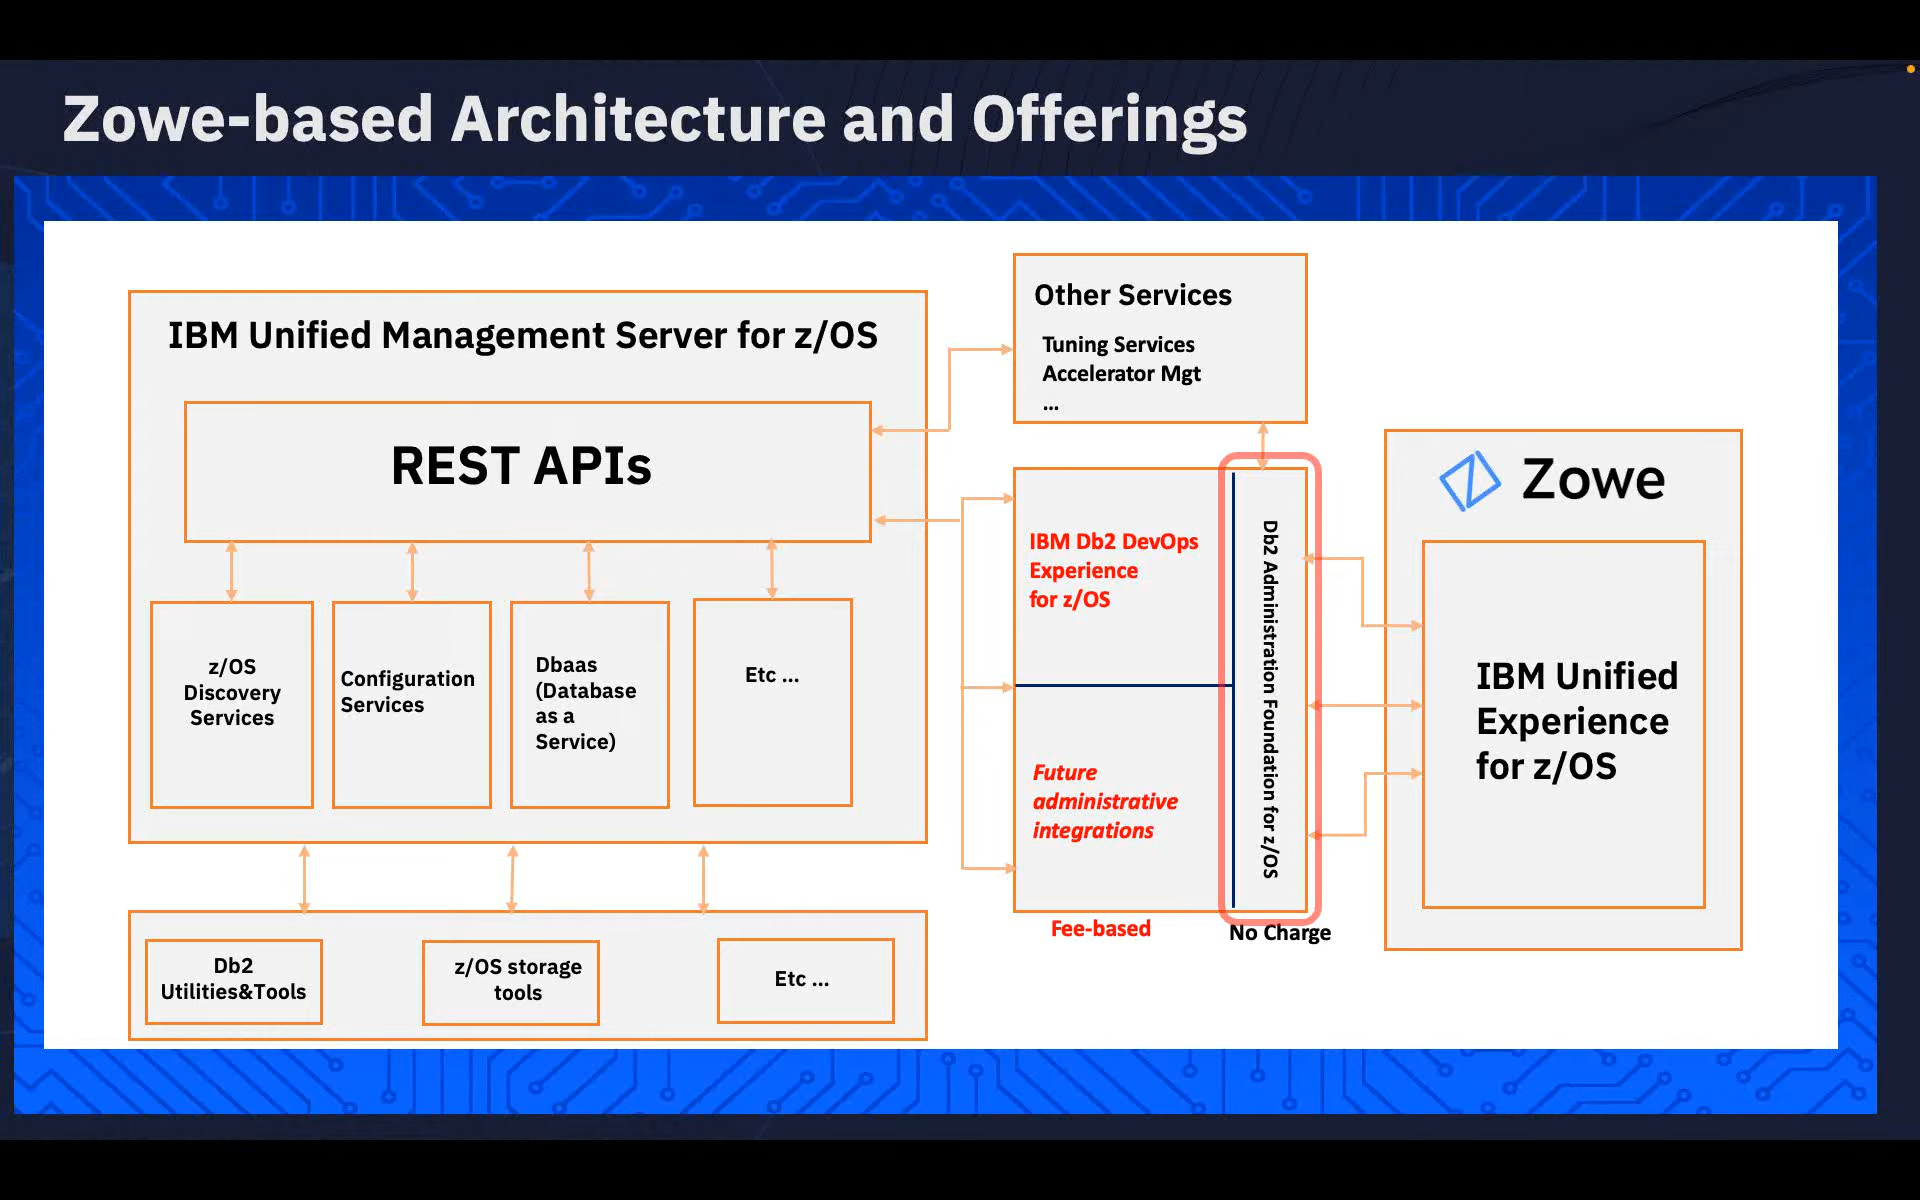 Zowe-based Architecture and Offerings
IBM Unified Management Server for z/OS
REST APIs
z/OS
Discovery
Services
Configuration
Services
Dbaas
(Database
as a
Service)
Etc ...
Db2
Utilities&Tools
z/OS storage
tools
Etc ...
Other Services
Tuning Services
Accelerator Mgt
...
IBM Db2 DevOps
Experience
for z/OS
Future
administrative
integrations
Fee-based
Db2 Administration Foundation for z/OS
No Charge
Zowe
IBM Unified
Experience
for z/OS